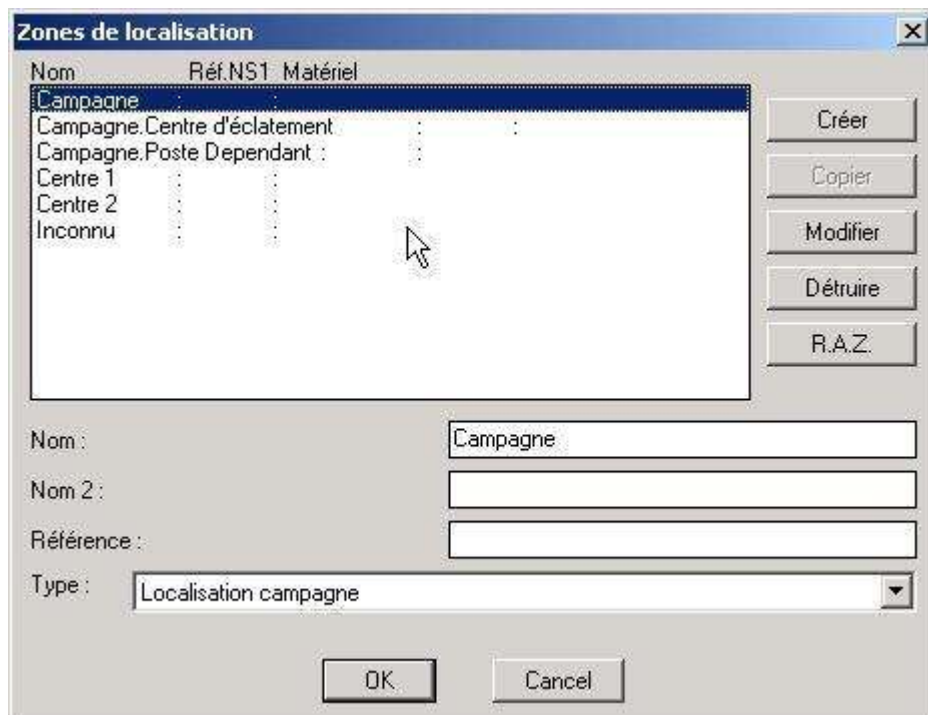 Zones de localisation
Nom Réf.NS1 Matériel
Campagne : :
Campagne.Centre d'éclatement : :
Campagne.Poste Dependant : :
Centre 1 : :
Centre 2 : :
Inconnu : :
Créer
Copier
Modifier
Détruire
R.A.Z.
Nom : Campagne
Nom 2 :
Référence :
Type : Localisation campagne
OK Cancel